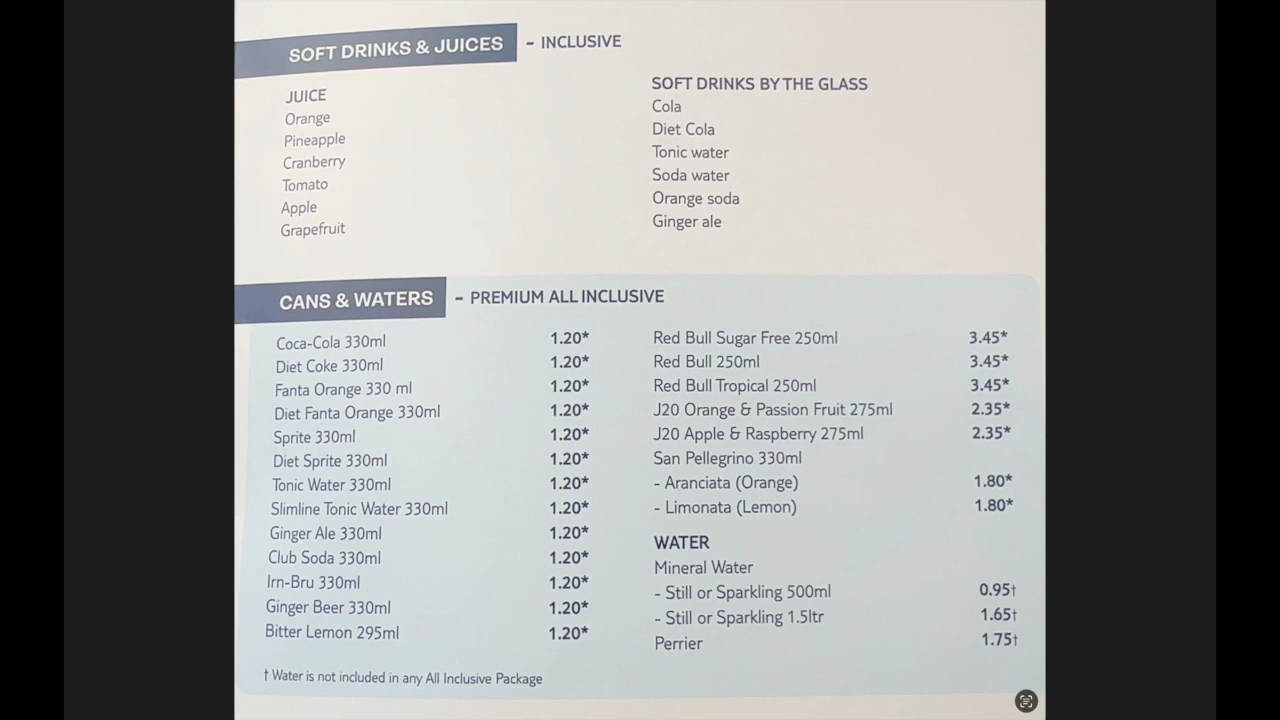 SOFT DRINKS & JUICES - INCLUSIVE
JUICE
Orange
Pineapple
Cranberry
Tomato
Apple
Grapefruit
SOFT DRINKS BY THE GLASS
Cola
Diet Cola
Tonic water
Soda water
Orange soda
Ginger ale
CANS & WATERS - PREMIUM ALL INCLUSIVE
Coca-Cola 330ml 1.20*
Diet Coke 330ml 1.20*
Fanta Orange 330 ml 1.20*
Diet Fanta Orange 330ml 1.20*
Sprite 330ml 1.20*
Diet Sprite 330ml 1.20*
Tonic Water 330ml 1.20*
Slimline Tonic Water 330ml 1.20*
Ginger Ale 330ml 1.20*
Club Soda 330ml 1.20*
Irn-Bru 330ml 1.20*
Ginger Beer 330ml 1.20*
Bitter Lemon 295ml 1.20*
Red Bull Sugar Free 250ml 3.45*
Red Bull 250ml 3.45*
Red Bull Tropical 250ml 3.45*
J20 Orange & Passion Fruit 275ml 2.35*
J20 Apple & Raspberry 275ml 2.35*
San Pellegrino 330ml
- Aranciata (Orange) 1.80*
- Limonata (Lemon) 1.80*
WATER
Mineral Water
- Still or Sparkling 500ml 0.95†
- Still or Sparkling 1.5ltr 1.65†
Perrier 1.75†
† Water is not included in any All Inclusive Package